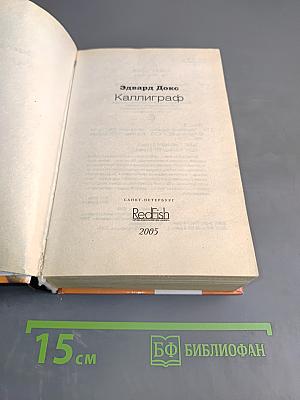 Эдвард Докс
Каллиграф
САНКТ-ПЕТЕРБУРГ
RedFish
2005
15 см
БФ БИБЛИОФАН